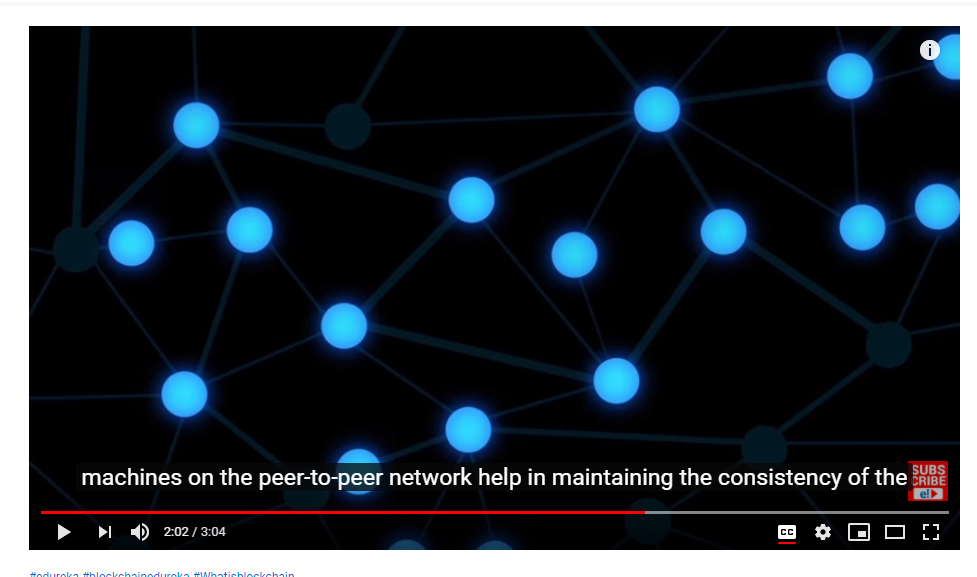 machines on the peer-to-peer network help in maintaining the consistency of the
SUBS
CRIBE
e!
2:02 / 3:04
CC
#edureka #blockchainedureka #Whatisblockchain